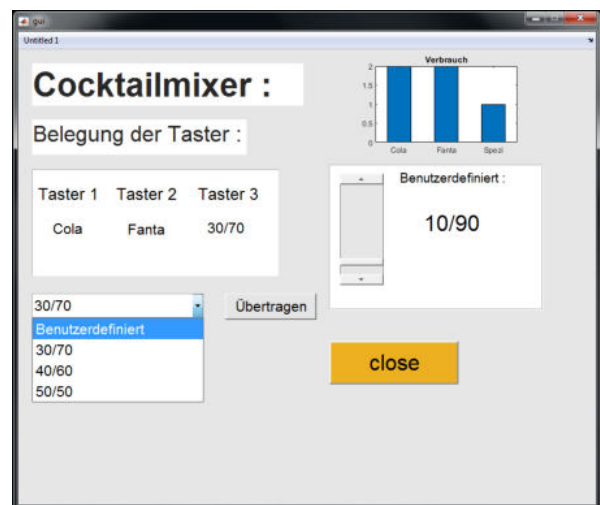 gui
Untitled 1
Cocktailmixer :
Belegung der Taster :
Taster 1 Taster 2 Taster 3
Cola Fanta 30/70
30/70
Übertragen
Benutzerdefiniert
30/70
40/60
50/50
Verbrauch
2
1.5
1
0.5
0
Cola Fanta Spezi
Benutzerdefiniert :
10/90
close